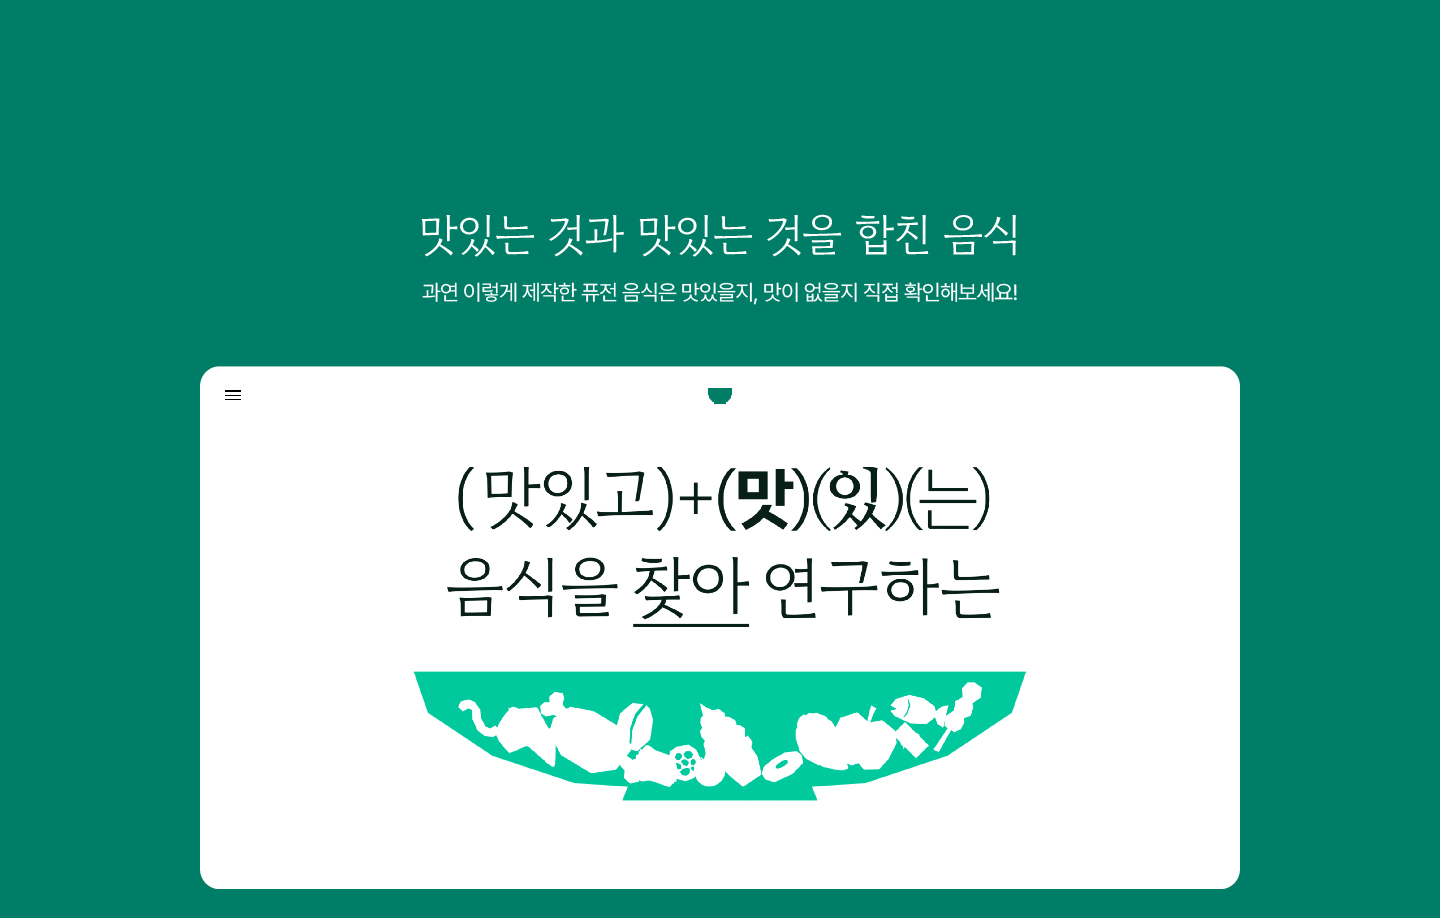 맛있는 것과 맛있는 것을 합친 음식
과연 이렇게 제작한 퓨전 음식은 맛있을지, 맛이 없을지 직접 확인해보세요!
(맛있고)+(맛)(있)(는)
음식을 찾아 연구하는